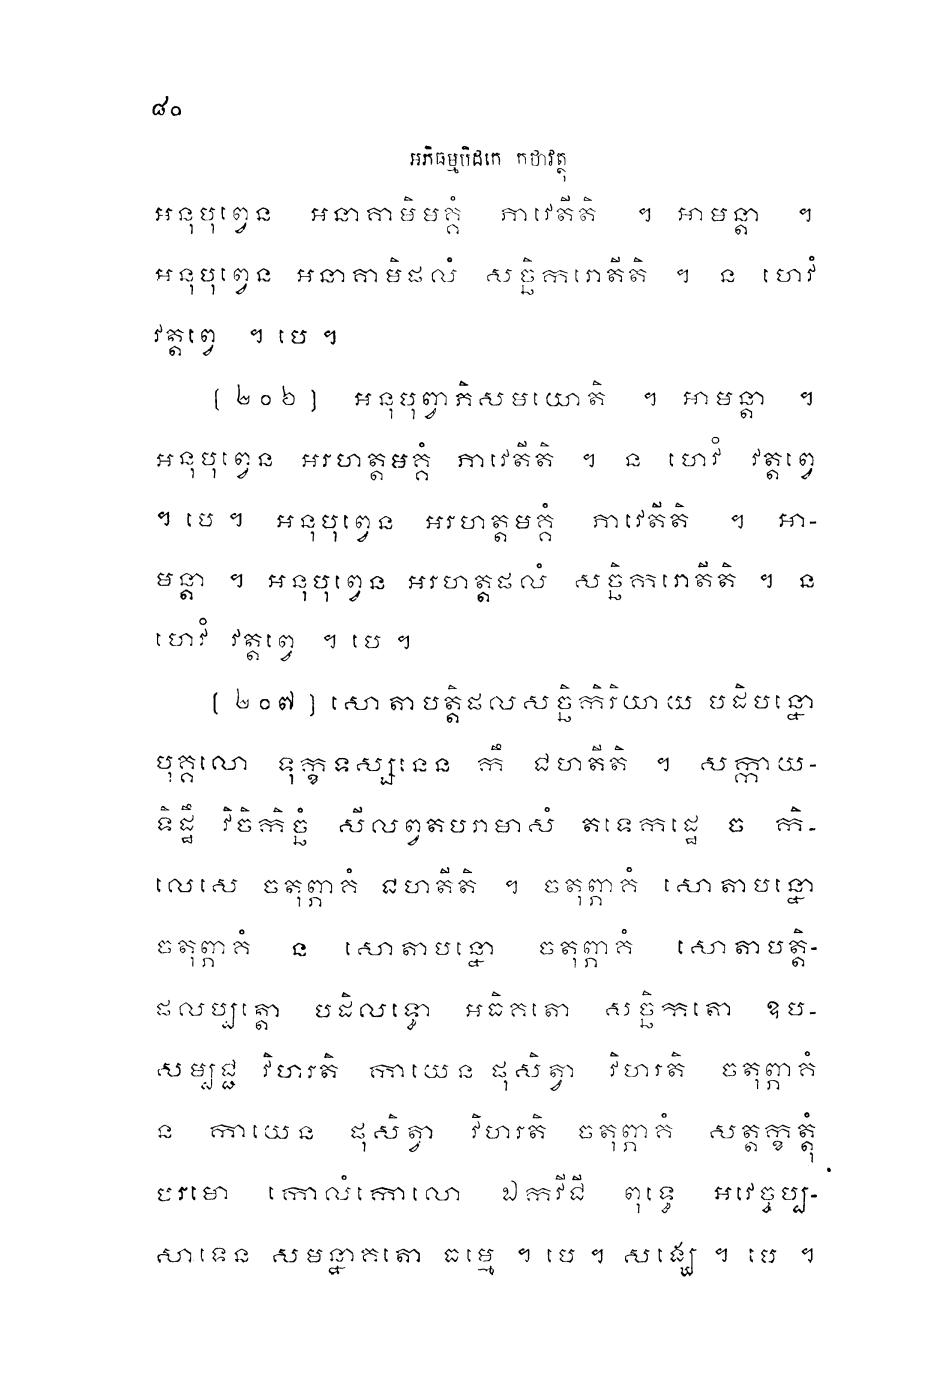 ៨០
អភិធម្មបិដកេ កថាវត្ថុ
អនុបុព្វេន អនាគាមិមគ្គំ ភាវេតីតិ ។ អាមន្តា ។
អនុបុព្វេន អនាគាមិផលំ សច្ឆិករោតីតិ ។ ន ហេវំ
វត្តព្វេ ។ បេ ។
(២០៦) អនុបុព្វាភិសមយោតិ ។ អាមន្តា ។
អនុបុព្វេន អរហត្តមគ្គំ ភាវេតីតិ ។ ន ហេវំ វត្តព្វេ
។ បេ ។ អនុបុព្វេន អរហត្តមគ្គំ ភាវេតីតិ ។ អា-
មន្តា ។ អនុបុព្វេន អរហត្តផលំ សច្ឆិករោតីតិ ។ ន
ហេវំ វត្តព្វេ ។ បេ ។
(២០៧) សោតាបត្តិផលសច្ឆិកិរិយាយ បដិបន្នោ
បុគ្គលោ ទុក្ខទស្សនេន កឹ ជហតីតិ ។ សក្កាយ-
ទិដ្ឋឹ វិចិកិច្ឆំ សីលព្វតបរាមាសំ តទេកដ្ឋេ ច កិ-
លេសេ ចតុព្ភាគំ ជហតីតិ ។ ចតុព្ភាគំ សោតាបន្នោ
ចតុព្ភាគំ ន សោតាបន្នោ ចតុព្ភាគំ សោតាបត្តិ-
ផលប្បត្តោ បដិលទ្ធោ អធិគតោ សច្ឆិកតោ ឧប-
សម្បជ្ជ វិហរតិ កាយេន ផុសិត្វា វិហរតិ ចតុព្ភាគំ
ន កាយេន ផុសិត្វា វិហរតិ ចតុព្ភាគំ សត្តក្ខត្តុំ
បរមោ កោលំកោលោ ឯកវីជី ពុទ្ធេ អវេច្ចប្ប-
សាទេន សមន្នាគតោ ធម្មេ ។ បេ ។ សង្ឃេ ។ បេ ។